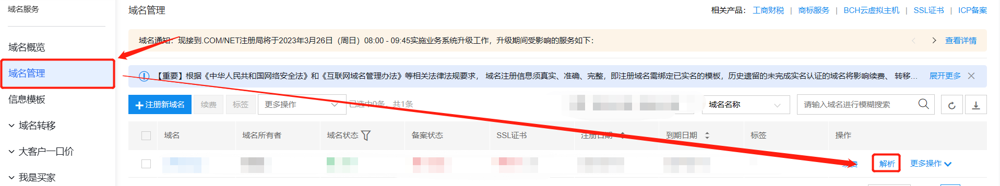 域名服务
域名管理
相关产品： 工商财税 | 商标服务 | BCH云虚拟主机 | SSL证书 | ICP备案
域名通知：现接到.COM/NET注册局将于2023年3月26日（周日）08:00 - 09:45实施业务系统升级工作，升级期间受影响的服务如下：
查看详情
域名概览
域名管理
【重要】根据《中华人民共和国网络安全法》和《互联网域名管理办法》等相关法律法规要求， 域名注册信息须真实、准确、完整，即注册域名需绑定已实名的模板，历史遗留的未完成实名认证的域名将影响续费、 转移...
展开更多
信息模板
注册新域名 续费 标签 更多操作 已选中0条，共1条 域名名称 请输入域名进行模糊搜索
域名转移
域名 域名所有者 域名状态 备案状态 SSL证书 注册日期 到期日期 标签 操作
大客户一口价
解析 更多操作
我是买家